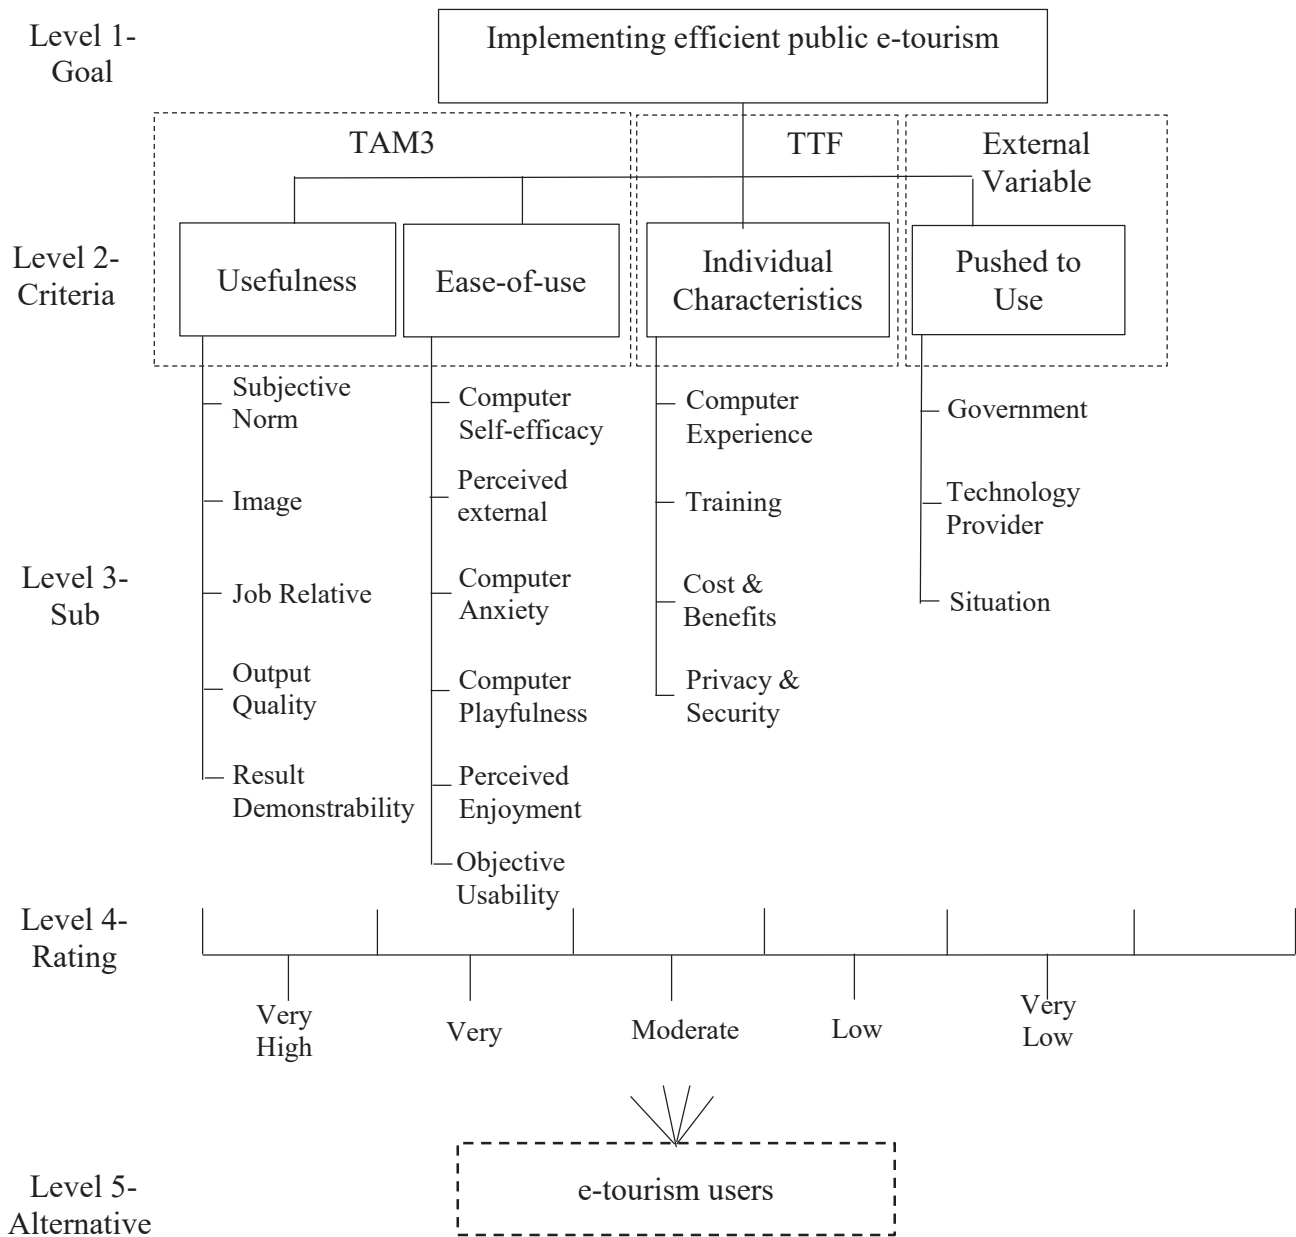 Level 1-
Goal
Implementing efficient public e-tourism
TAM3
TTF
External
Variable
Level 2-
Criteria
Usefulness
Ease-of-use
Individual
Characteristics
Pushed to
Use
Level 3-
Sub
Subjective
Norm
Image
Job Relative
Output
Quality
Result
Demonstrability
Computer
Self-efficacy
Perceived
external
Computer
Anxiety
Computer
Playfulness
Perceived
Enjoyment
Objective
Usability
Computer
Experience
Training
Cost &
Benefits
Privacy &
Security
Government
Technology
Provider
Situation
Level 4-
Rating
Very
High
Very
Moderate
Low
Very
Low
Level 5-
Alternative
e-tourism users